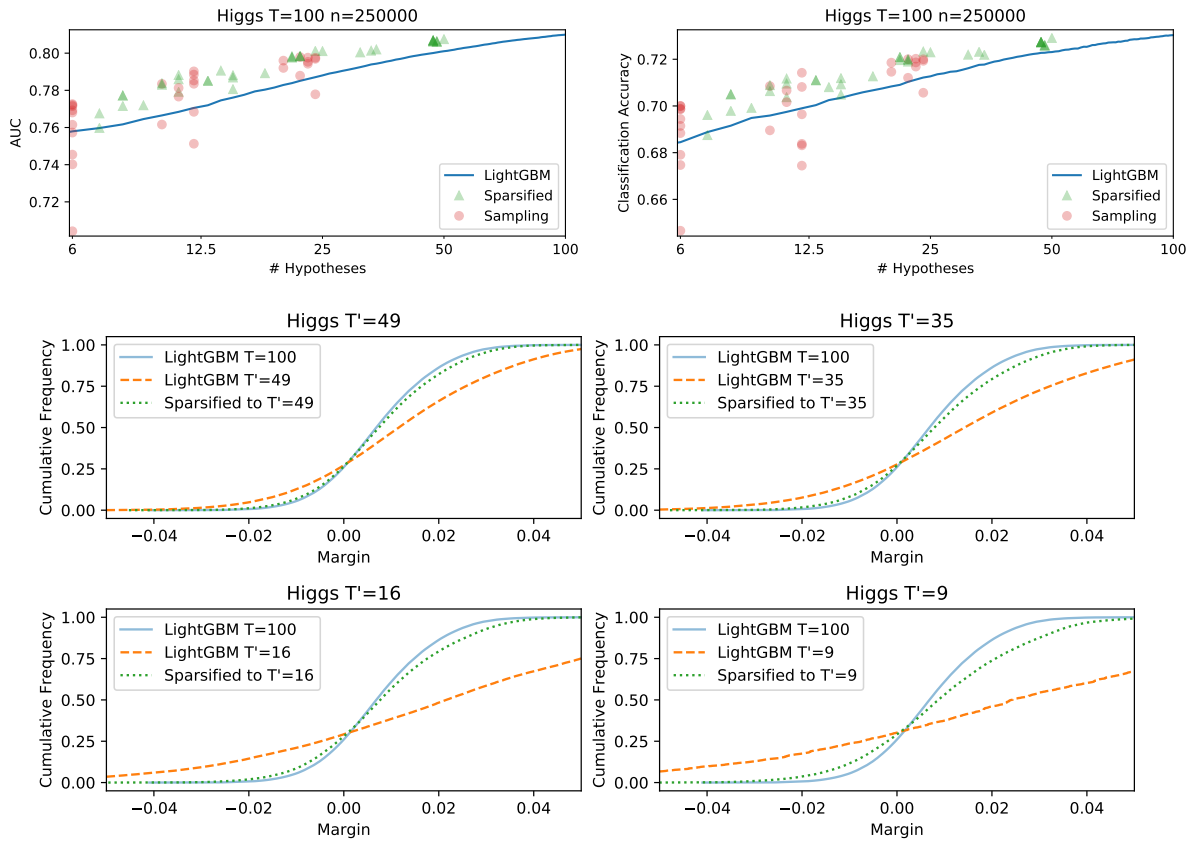 Higgs T=100 n=250000
AUC
0.80
0.78
0.76
0.74
0.72
LightGBM
Sparsified
Sampling
6
12.5
25
50
100
# Hypotheses
Higgs T=100 n=250000
Classification Accuracy
0.72
0.70
0.68
0.66
LightGBM
Sparsified
Sampling
6
12.5
25
50
100
# Hypotheses
Higgs T'=49
Cumulative Frequency
1.00
0.75
0.50
0.25
0.00
LightGBM T=100
LightGBM T'=49
Sparsified to T'=49
−0.04
−0.02
0.00
0.02
0.04
Margin
Higgs T'=35
Cumulative Frequency
1.00
0.75
0.50
0.25
0.00
LightGBM T=100
LightGBM T'=35
Sparsified to T'=35
−0.04
−0.02
0.00
0.02
0.04
Margin
Higgs T'=16
Cumulative Frequency
1.00
0.75
0.50
0.25
0.00
LightGBM T=100
LightGBM T'=16
Sparsified to T'=16
−0.04
−0.02
0.00
0.02
0.04
Margin
Higgs T'=9
Cumulative Frequency
1.00
0.75
0.50
0.25
0.00
LightGBM T=100
LightGBM T'=9
Sparsified to T'=9
−0.04
−0.02
0.00
0.02
0.04
Margin